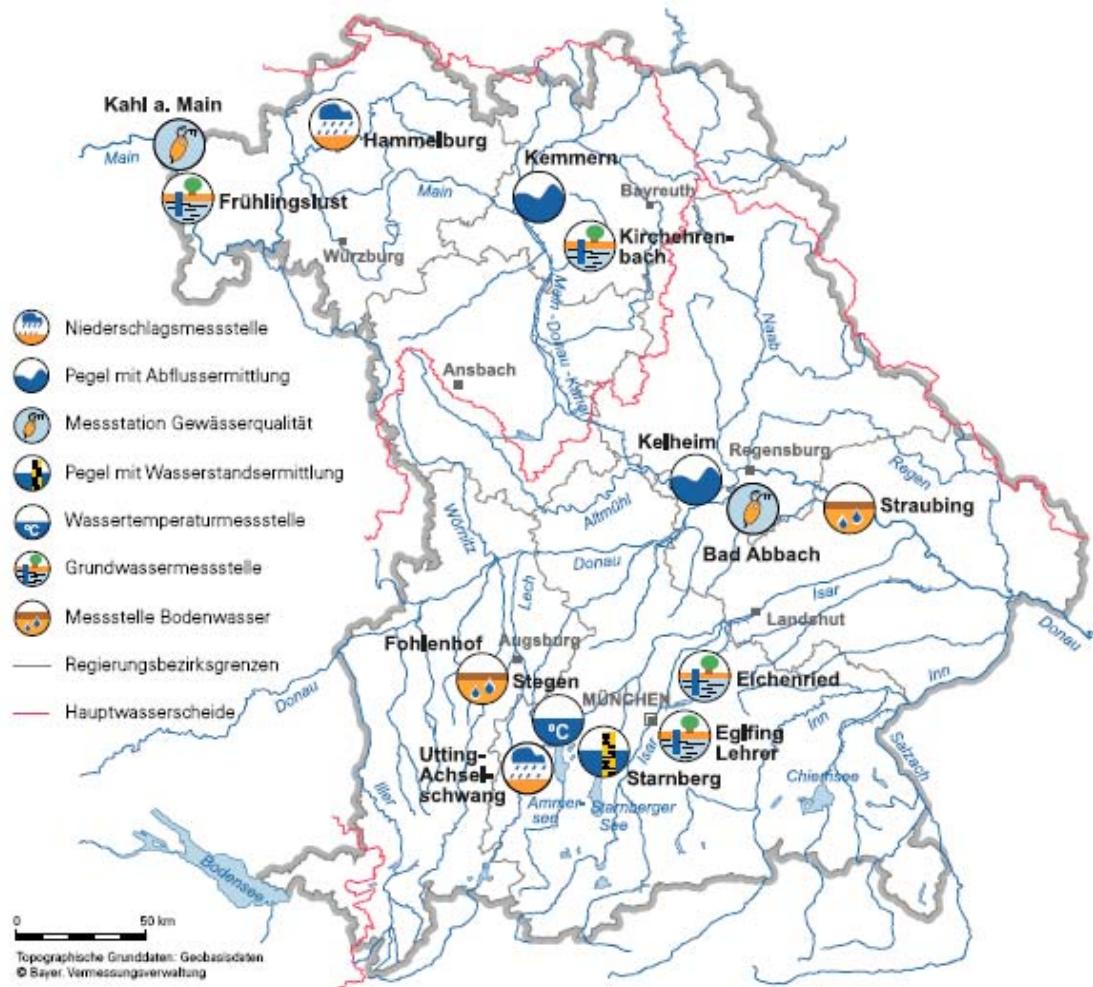 Kahl a. Main
Main
Hammelburg
Frühlingslust
Main
Kemmern
Bayreuth
Kirchehren-
bach
Würzburg
Niederschlagsmessstelle
Pegel mit Abflussermittlung
Messstation Gewässerqualität
Pegel mit Wasserstandsermittlung
Wassertemperaturmessstelle
Grundwassermessstelle
Messstelle Bodenwasser
Regierungsbezirksgrenzen
Hauptwasserscheide
°C
Main - Donau - Kanal
Naab
Ansbach
Kelheim
Regensburg
Regen
Straubing
Bad Abbach
Altmühl
Wörnitz
Donau
Lech
Isar
Landshut
Donau
Fohlenhof
Augsburg
Stegen
Eichenried
Inn
Donau
MÜNCHEN
°C
Eglfing
Lehrer
Inn
Salzach
Utting-
Achsel-
schwang
Isar
Starnberg
Chiemsee
Iller
Ammer-
see
Starnberger
See
Bodensee
0 50 km
Topographische Grunddaten: Geobasisdaten
© Bayer. Vermessungsverwaltung